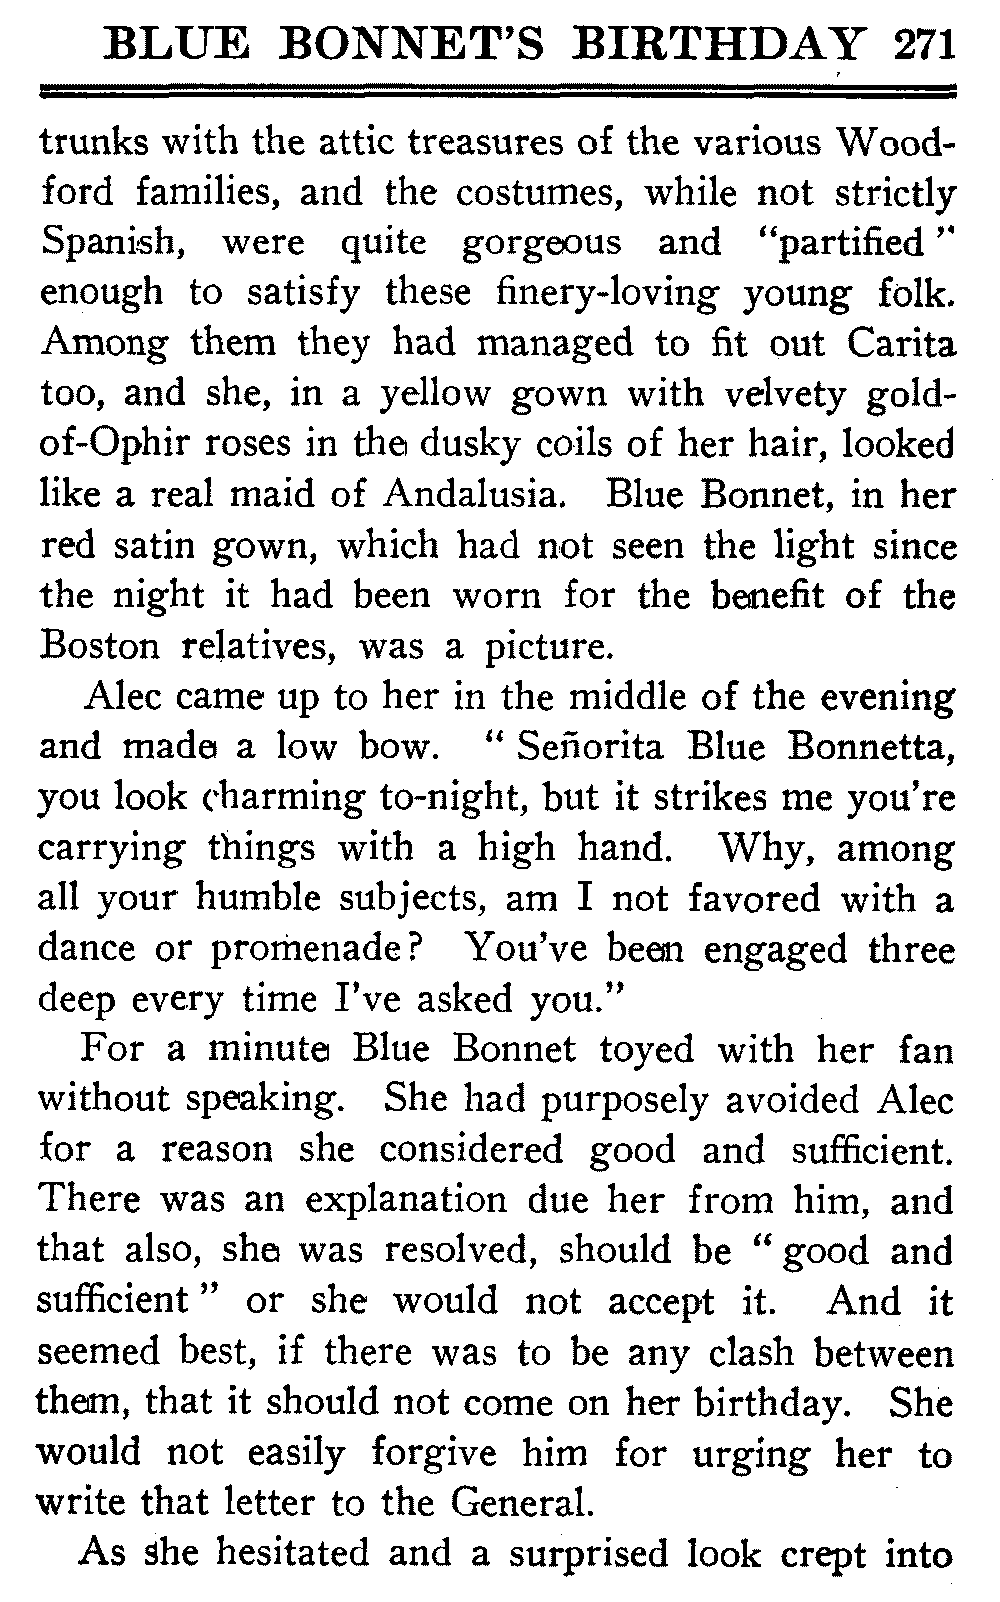 BLUE BONNET'S BIRTHDAY 271
trunks with the attic treasures of the various Wood-
ford families, and the costumes, while not strictly
Spanish, were quite gorgeous and "partified"
enough to satisfy these finery-loving young folk.
Among them they had managed to fit out Carita
too, and she, in a yellow gown with velvety gold-
of-Ophir roses in the dusky coils of her hair, looked
like a real maid of Andalusia. Blue Bonnet, in her
red satin gown, which had not seen the light since
the night it had been worn for the benefit of the
Boston relatives, was a picture.
Alec came up to her in the middle of the evening
and made a low bow. "Señorita Blue Bonnetta,
you look charming to-night, but it strikes me you're
carrying things with a high hand. Why, among
all your humble subjects, am I not favored with a
dance or promenade? You've been engaged three
deep every time I've asked you."
For a minute Blue Bonnet toyed with her fan
without speaking. She had purposely avoided Alec
for a reason she considered good and sufficient.
There was an explanation due her from him, and
that also, she was resolved, should be "good and
sufficient" or she would not accept it. And it
seemed best, if there was to be any clash between
them, that it should not come on her birthday. She
would not easily forgive him for urging her to
write that letter to the General.
As she hesitated and a surprised look crept into